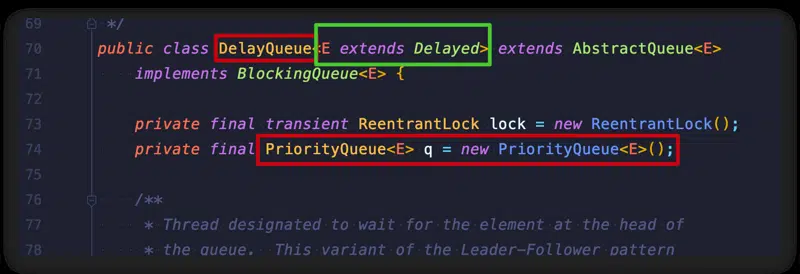 69 */
70 public class DelayQueue<E extends Delayed> extends AbstractQueue<E>
71 implements BlockingQueue<E> {
72
73 private final transient ReentrantLock lock = new ReentrantLock();
74 private final PriorityQueue<E> q = new PriorityQueue<E>();
75
76 /**
77 * Thread designated to wait for the element at the head of
78 * the queue. This variant of the Leader-Follower pattern